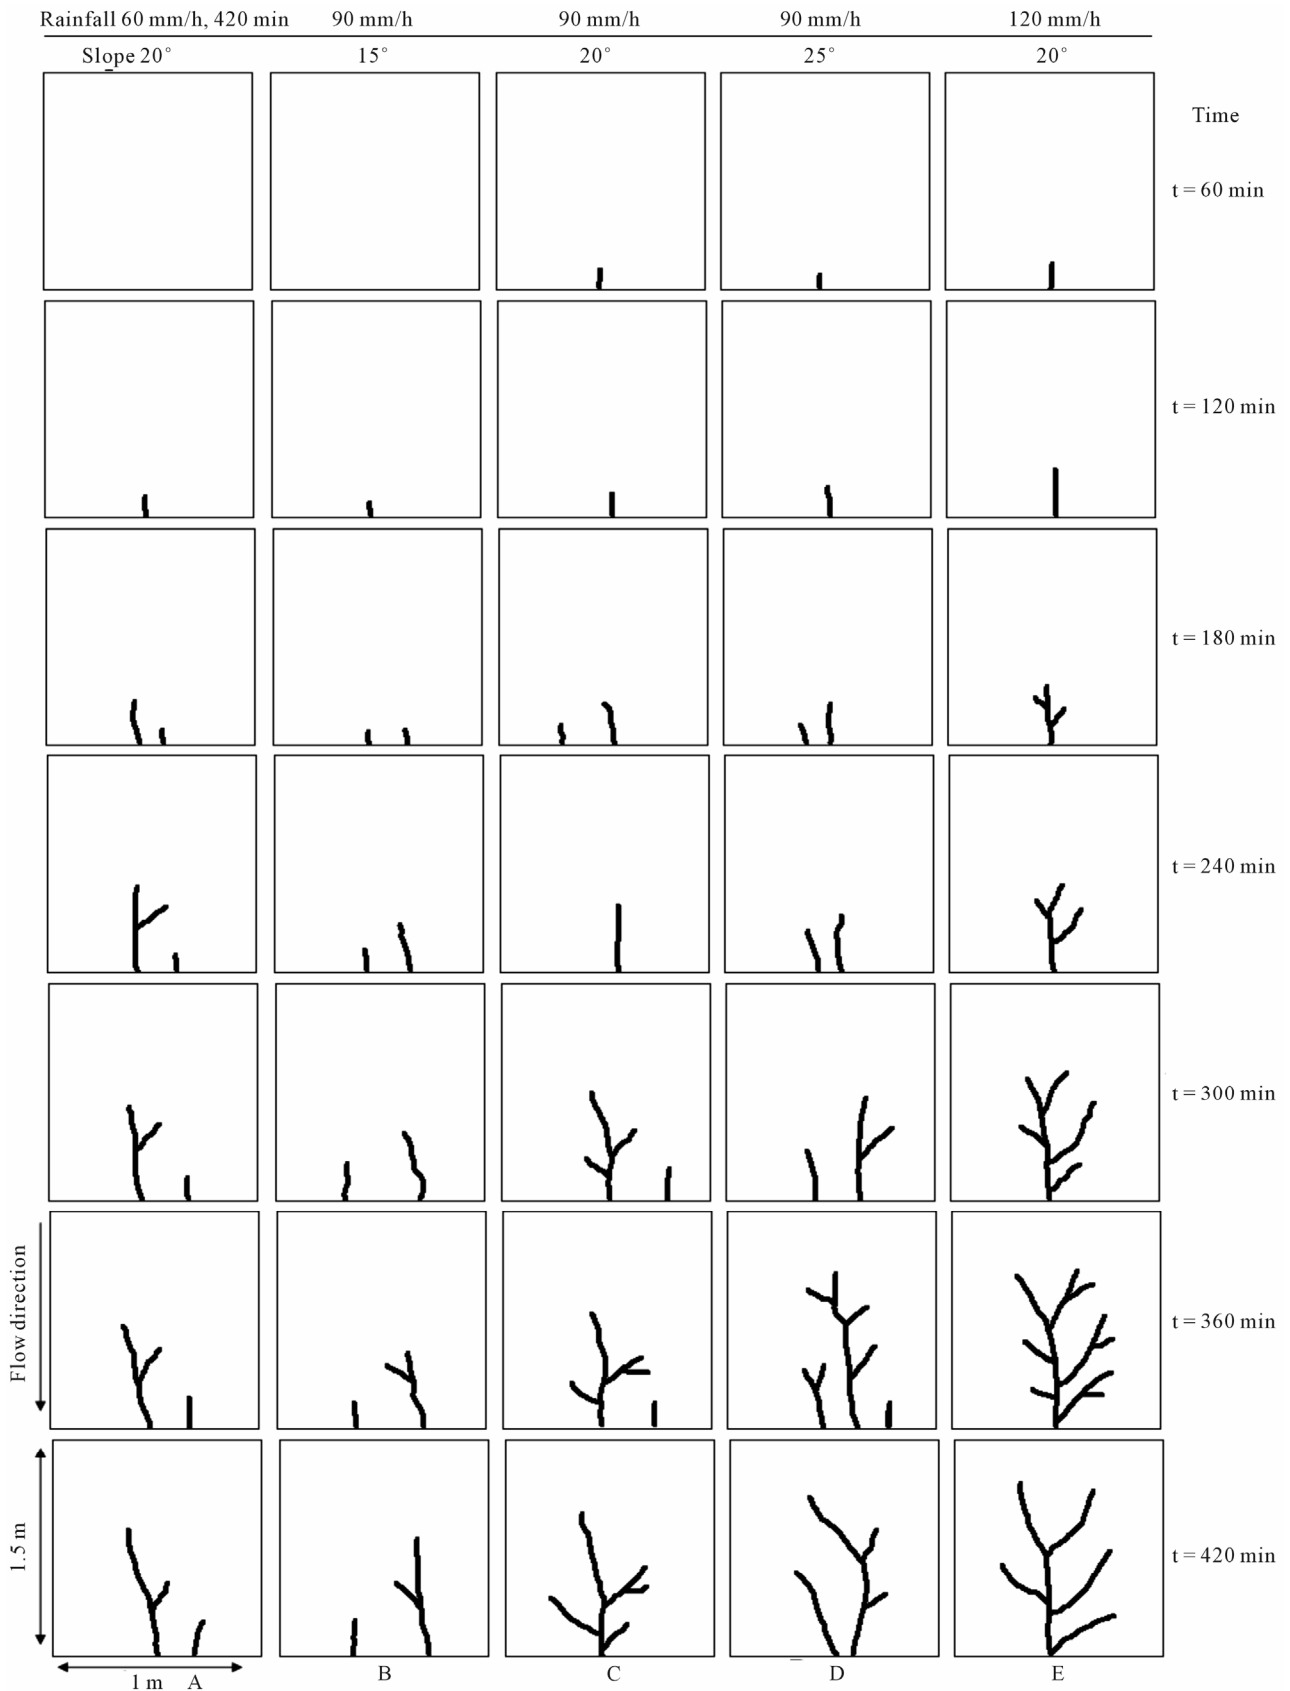 Rainfall 60 mm/h, 420 min 90 mm/h 90 mm/h 90 mm/h 120 mm/h
Slope 20° 15° 20° 25° 20°
Time
t = 60 min
t = 120 min
t = 180 min
t = 240 min
t = 300 min
Flow direction
t = 360 min
1.5 m
t = 420 min
1 m A B C D E